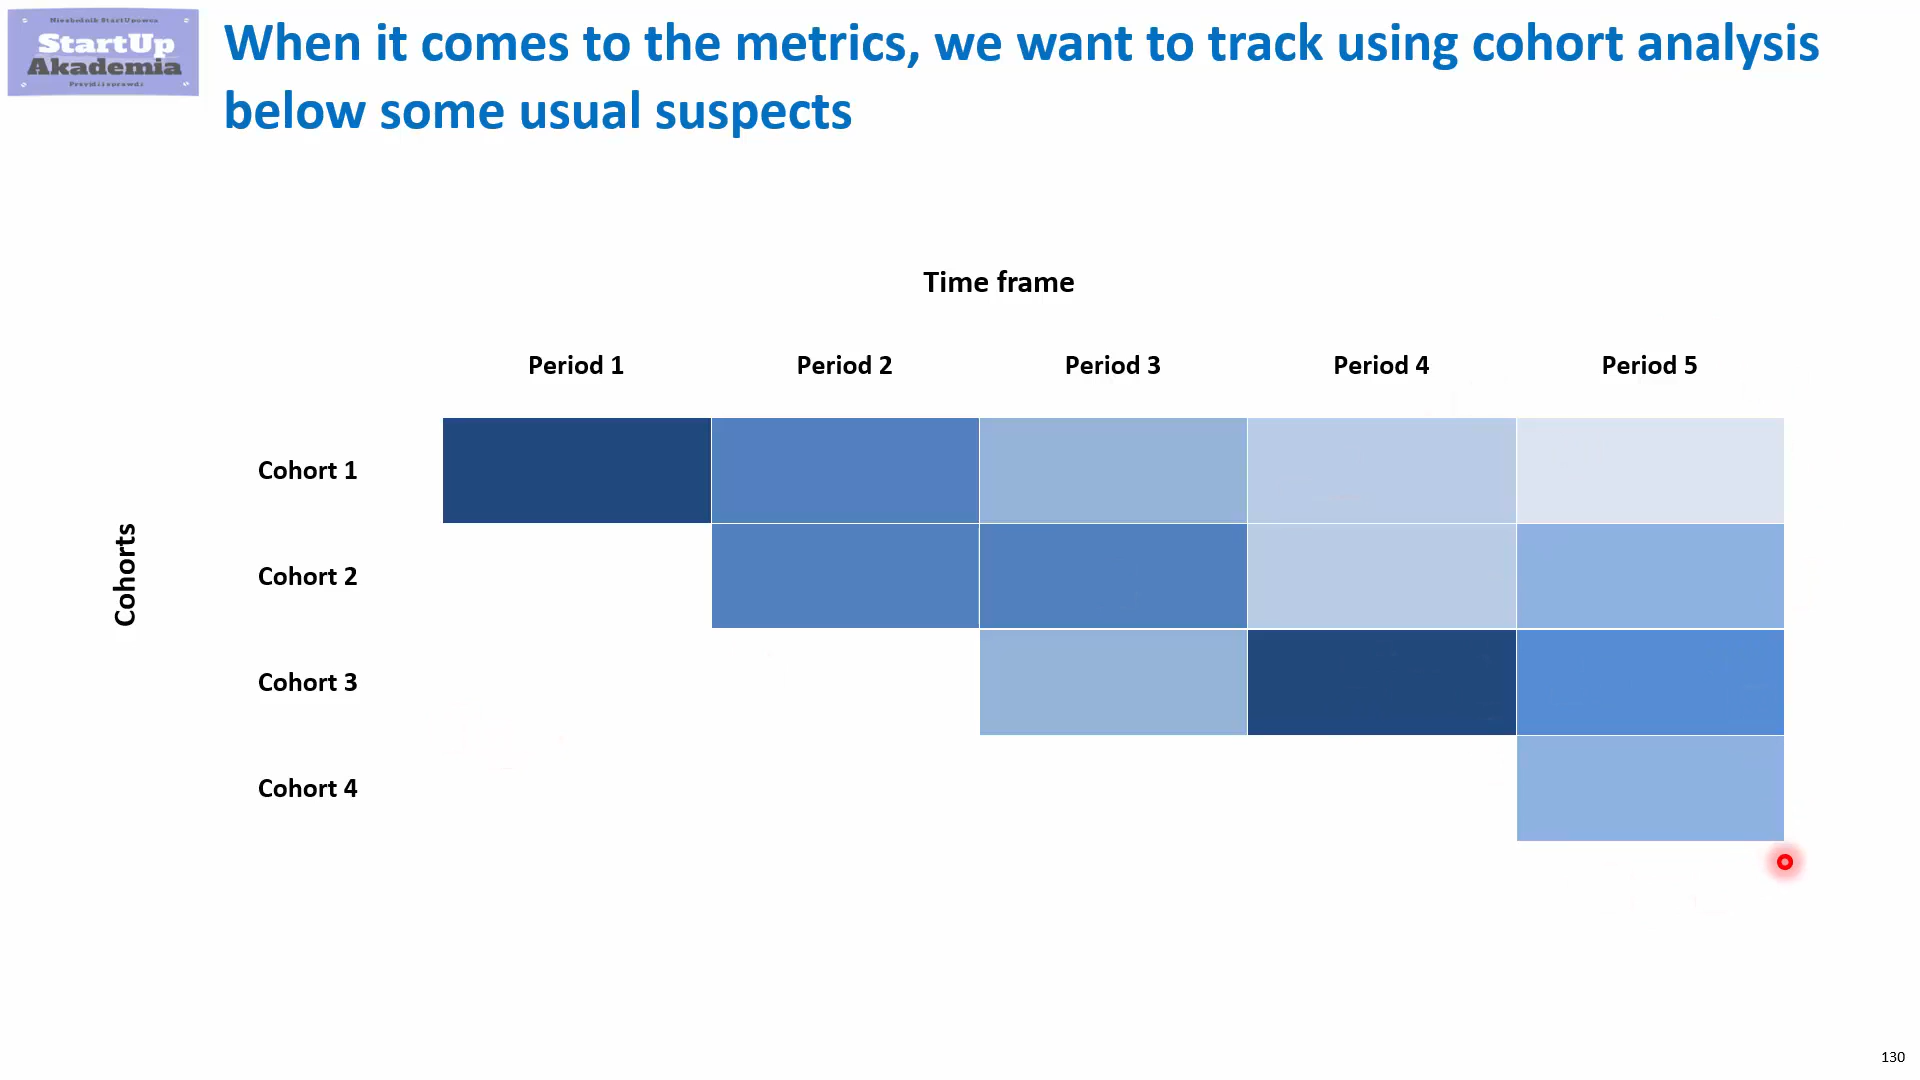 Niezbędnik StartUpowca
StartUp
Akademia
When it comes to the metrics, we want to track using cohort analysis
below some usual suspects
Time frame
Period 1 Period 2 Period 3 Period 4 Period 5
Cohorts
Cohort 1
Cohort 2
Cohort 3
Cohort 4
130